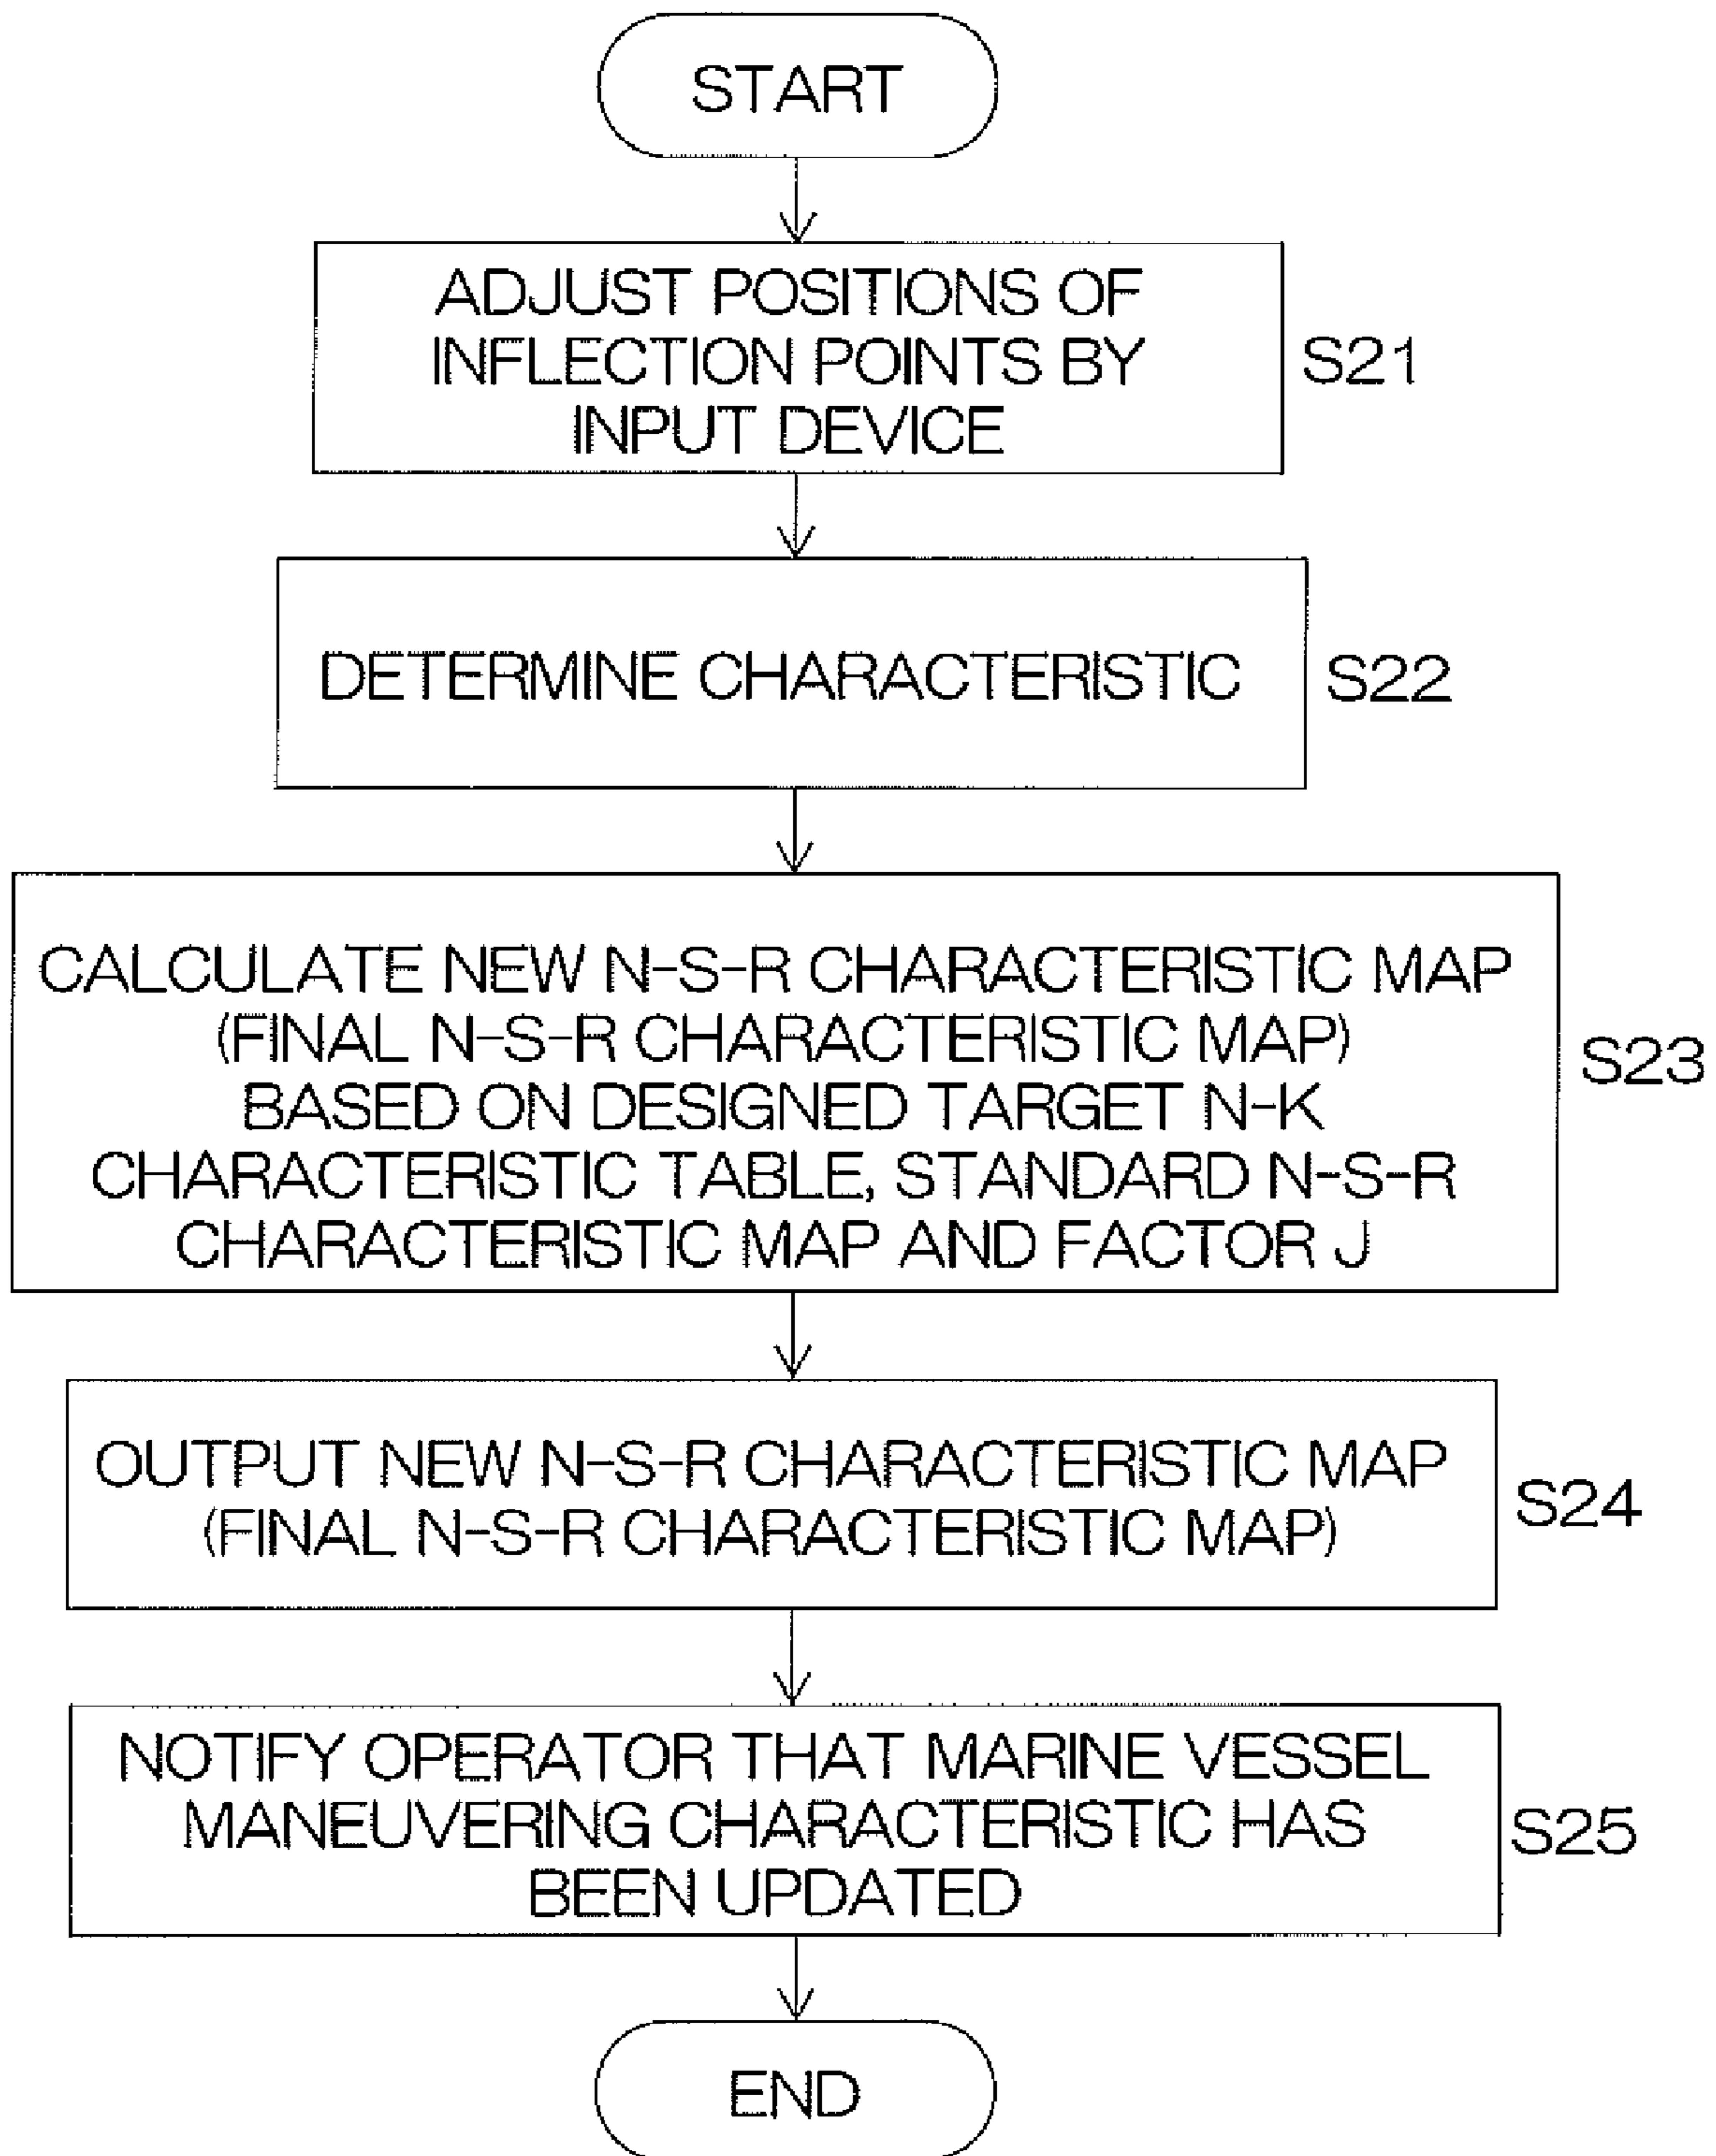 START
ADJUST POSITIONS OF
INFLECTION POINTS BY
INPUT DEVICE
S21
DETERMINE CHARACTERISTIC
S22
CALCULATE NEW N-S-R CHARACTERISTIC MAP
(FINAL N-S-R CHARACTERISTIC MAP)
BASED ON DESIGNED TARGET N-K
CHARACTERISTIC TABLE, STANDARD N-S-R
CHARACTERISTIC MAP AND FACTOR J
S23
OUTPUT NEW N-S-R CHARACTERISTIC MAP
(FINAL N-S-R CHARACTERISTIC MAP)
S24
NOTIFY OPERATOR THAT MARINE VESSEL
MANEUVERING CHARACTERISTIC HAS
BEEN UPDATED
S25
END